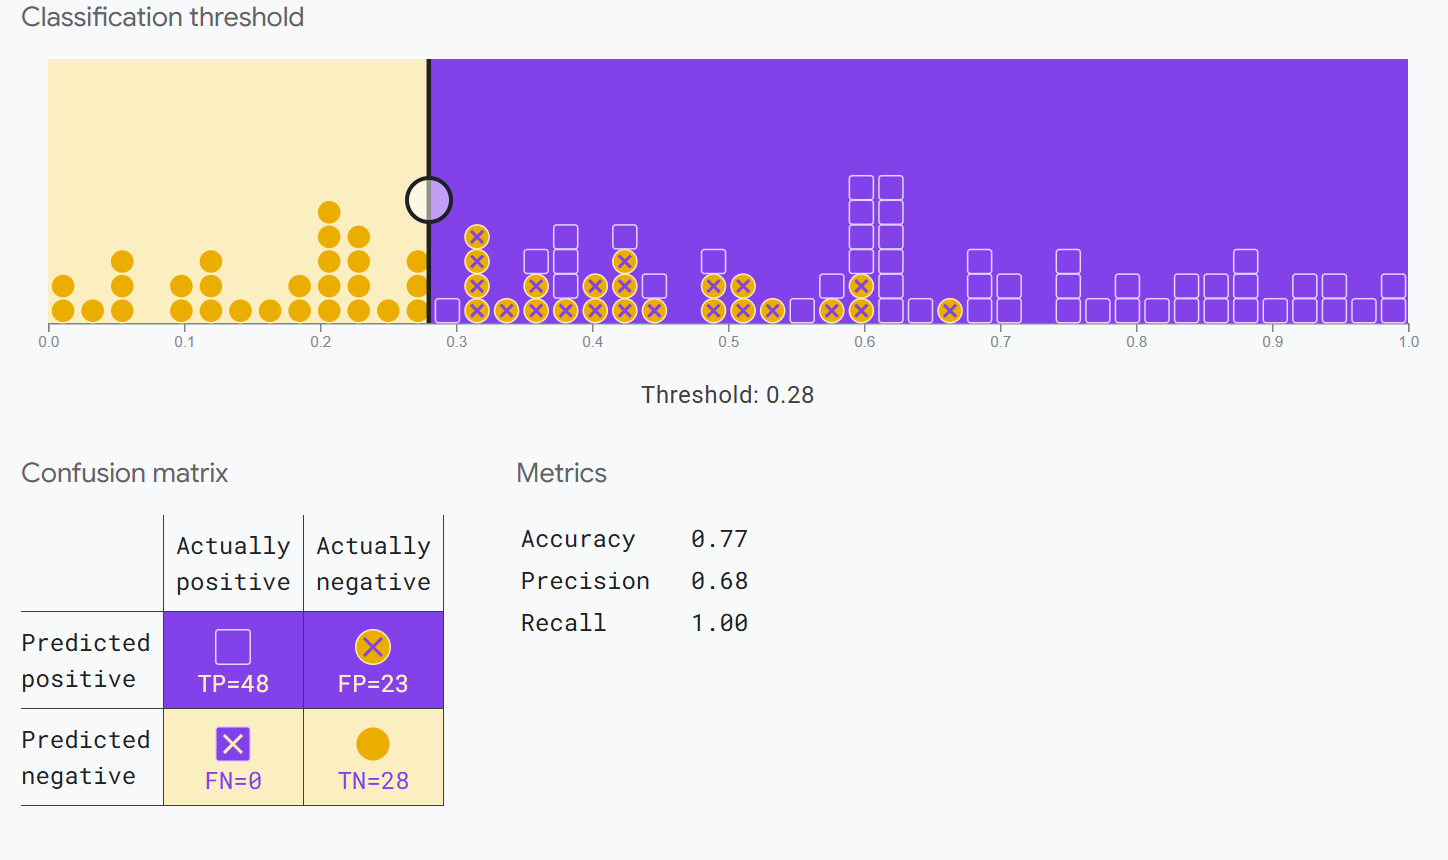 Classification threshold
0.0 0.1 0.2 0.3 0.4 0.5 0.6 0.7 0.8 0.9 1.0
Threshold: 0.28
Confusion matrix
Metrics
Actually positive
Actually negative
Predicted positive
TP=48
FP=23
Predicted negative
FN=0
TN=28
Accuracy 0.77
Precision 0.68
Recall 1.00